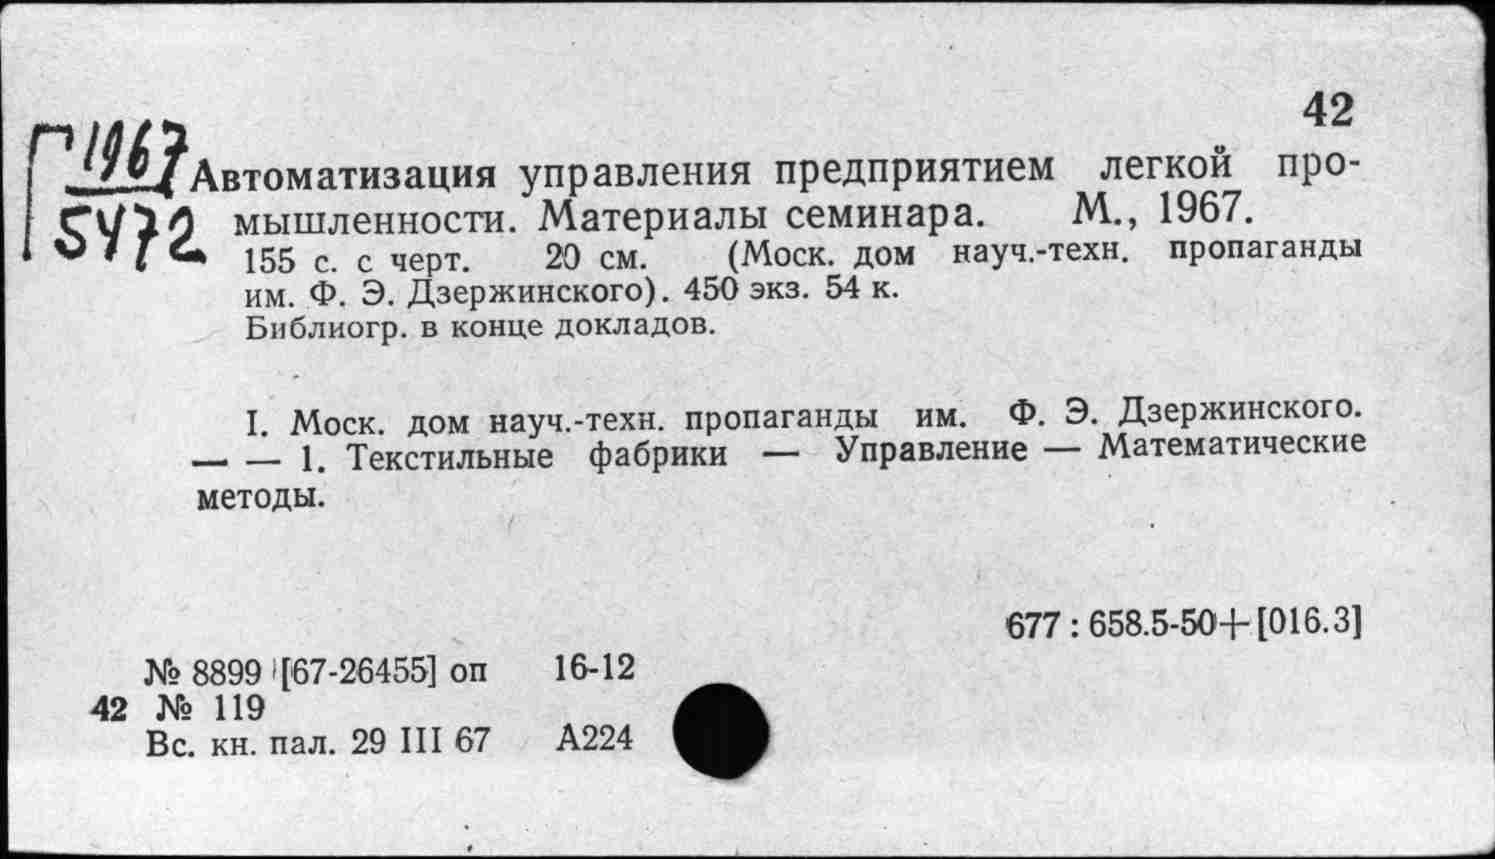 42
Г 1967
5472
Автоматизация управления предприятием легкой про-
мышленности. Материалы семинара. М., 1967.
155 с. с черт. 20 см. (Моск. дом науч.-техн. пропаганды
им. Ф. Э. Дзержинского). 450 экз. 54 к.
Библиогр. в конце докладов.
I. Моск. дом науч.-техн. пропаганды им. Ф. Э. Дзержинского.
— — 1. Текстильные фабрики — Управление — Математические
методы.
677 : 658.5-50+[016.3]
№ 8899 [67-26455] оп 16-12
42 № 119
Вс. кн. пал. 29 III 67 А224